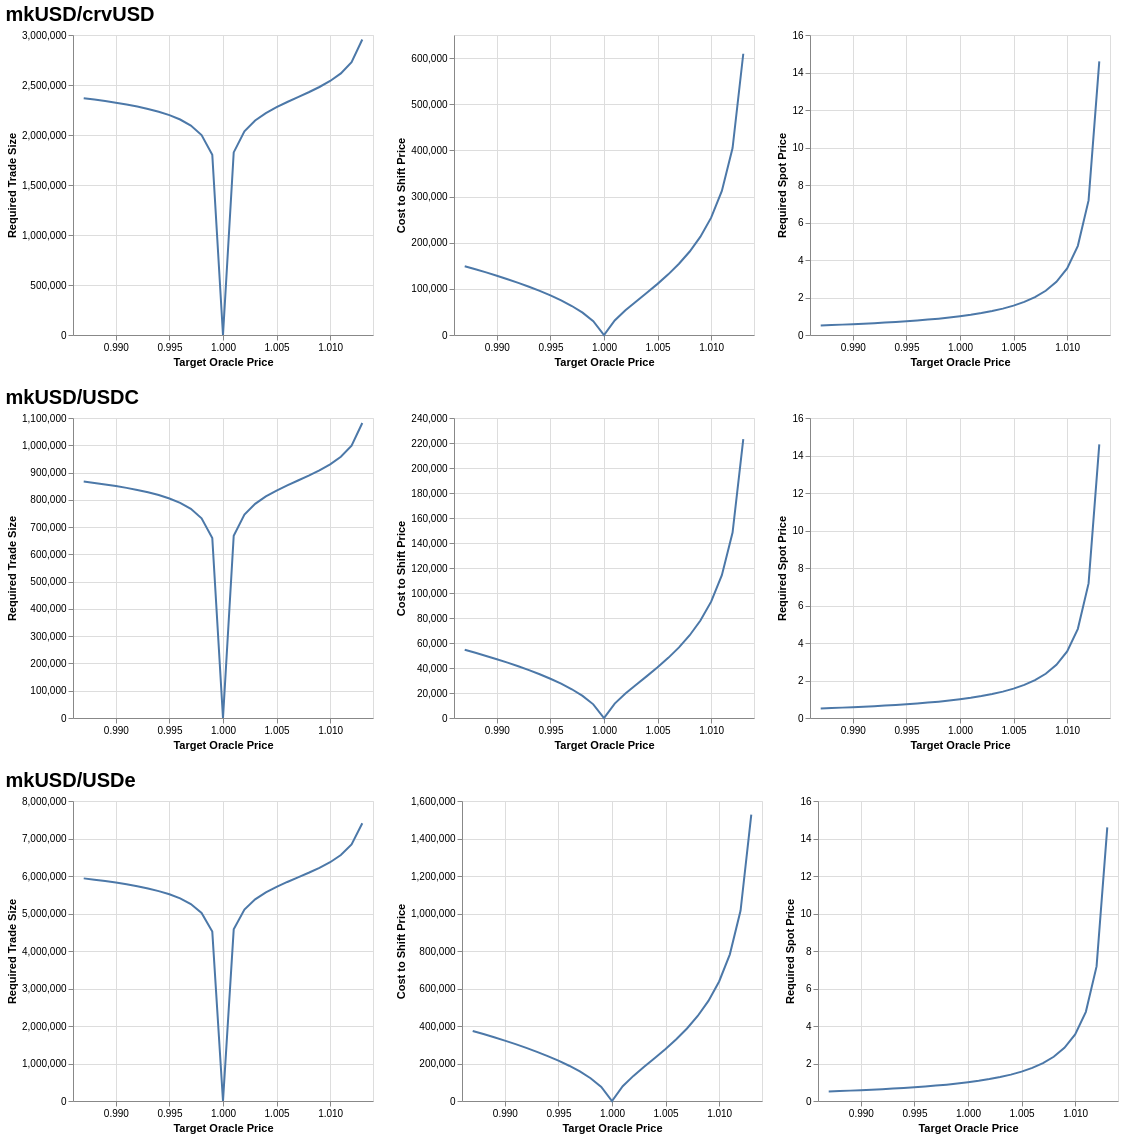 mkUSD/crvUSD
3,000,000
2,500,000
2,000,000
1,500,000
1,000,000
500,000
0
Required Trade Size
0.990 0.995 1.000 1.005 1.010
Target Oracle Price
600,000
500,000
400,000
300,000
200,000
100,000
0
Cost to Shift Price
0.990 0.995 1.000 1.005 1.010
Target Oracle Price
16
14
12
10
8
6
4
2
0
Required Spot Price
0.990 0.995 1.000 1.005 1.010
Target Oracle Price
mkUSD/USDC
1,100,000
1,000,000
900,000
800,000
700,000
600,000
500,000
400,000
300,000
200,000
100,000
0
Required Trade Size
0.990 0.995 1.000 1.005 1.010
Target Oracle Price
240,000
220,000
200,000
180,000
160,000
140,000
120,000
100,000
80,000
60,000
40,000
20,000
0
Cost to Shift Price
0.990 0.995 1.000 1.005 1.010
Target Oracle Price
16
14
12
10
8
6
4
2
0
Required Spot Price
0.990 0.995 1.000 1.005 1.010
Target Oracle Price
mkUSD/USDe
8,000,000
7,000,000
6,000,000
5,000,000
4,000,000
3,000,000
2,000,000
1,000,000
0
Required Trade Size
0.990 0.995 1.000 1.005 1.010
Target Oracle Price
1,600,000
1,400,000
1,200,000
1,000,000
800,000
600,000
400,000
200,000
0
Cost to Shift Price
0.990 0.995 1.000 1.005 1.010
Target Oracle Price
16
14
12
10
8
6
4
2
0
Required Spot Price
0.990 0.995 1.000 1.005 1.010
Target Oracle Price